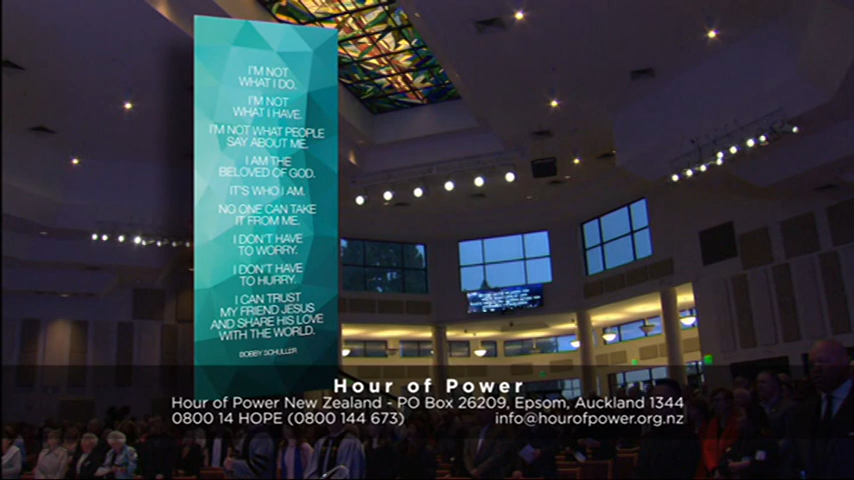 I'M NOT
WHAT I DO.
I'M NOT
WHAT I HAVE.
I'M NOT WHAT PEOPLE
SAY ABOUT ME.
I AM THE
BELOVED OF GOD.
IT'S WHO I AM.
NO ONE CAN TAKE
IT FROM ME.
I DON'T HAVE
TO WORRY.
I DON'T HAVE
TO HURRY.
I CAN TRUST
MY FRIEND JESUS
AND SHARE HIS LOVE
WITH THE WORLD.
BOBBY SCHULLER
Hour of Power
Hour of Power New Zealand - PO Box 26209, Epsom, Auckland 1344
0800 14 HOPE (0800 144 673) info@hourofpower.org.nz